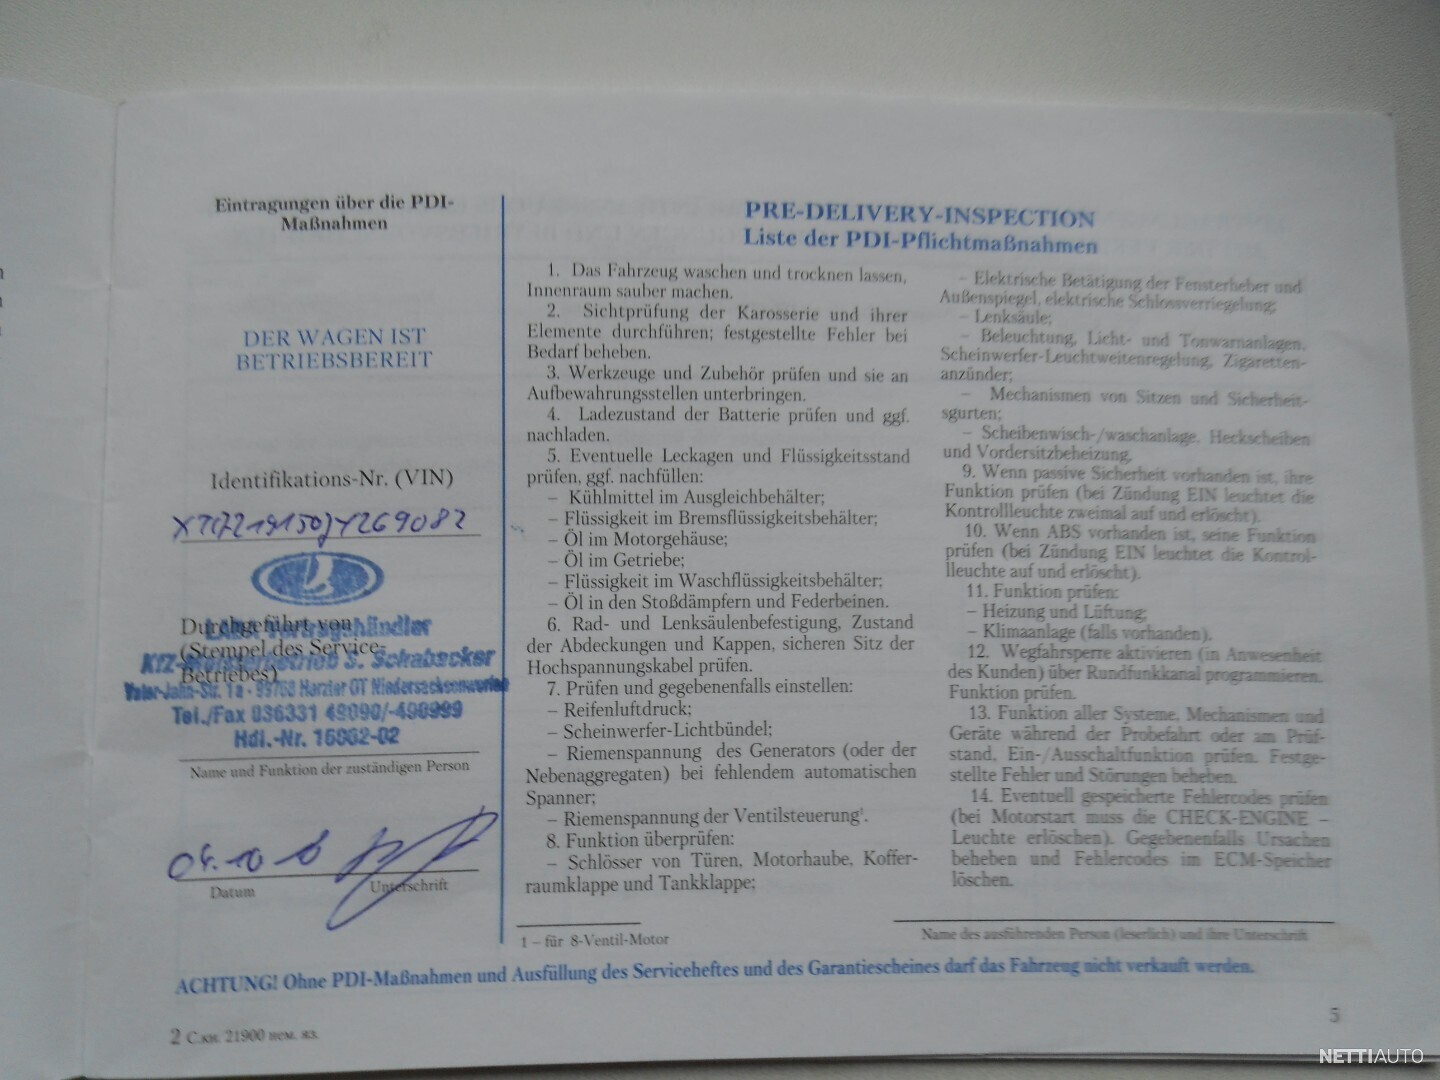 Eintragungen über die PDI-
Maßnahmen
DER WAGEN IST
BETRIEBSBEREIT
Identifikations-Nr. (VIN)
Durchgeführt von
(Stempel des Service-
Betriebes)
Kfz-Meisterbetrieb S. Schabacker
99768 Harztor OT Niedersachswerfen
Tel./Fax 036331 49090/-490999
Hdl.-Nr. 16862-02
Name und Funktion der zuständigen Person
Datum
Unterschrift
PRE-DELIVERY-INSPECTION
Liste der PDI-Pflichtmaßnahmen
1. Das Fahrzeug waschen und trocknen lassen,
Innenraum sauber machen.
2. Sichtprüfung der Karosserie und ihrer
Elemente durchführen; festgestellte Fehler bei
Bedarf beheben.
3. Werkzeuge und Zubehör prüfen und sie an
Aufbewahrungsstellen unterbringen.
4. Ladezustand der Batterie prüfen und ggf.
nachladen.
5. Eventuelle Leckagen und Flüssigkeitsstand
prüfen, ggf. nachfüllen:
– Kühlmittel im Ausgleichbehälter;
– Flüssigkeit im Bremsflüssigkeitsbehälter;
– Öl im Motorgehäuse;
– Öl im Getriebe;
– Flüssigkeit im Waschflüssigkeitsbehälter;
– Öl in den Stoßdämpfern und Federbeinen.
6. Rad- und Lenksäulenbefestigung, Zustand
der Abdeckungen und Kappen, sicheren Sitz der
Hochspannungskabel prüfen.
7. Prüfen und gegebenenfalls einstellen:
– Reifenluftdruck;
– Scheinwerfer-Lichtbündel;
– Riemenspannung des Generators (oder der
Nebenaggregaten) bei fehlendem automatischen
Spanner;
– Riemenspannung der Ventilsteuerung¹.
8. Funktion überprüfen:
– Schlösser von Türen, Motorhaube, Koffer-
raumklappe und Tankklappe;
1 – für 8-Ventil-Motor
– Elektrische Betätigung der Fensterheber und
Außenspiegel, elektrische Schlossverriegelung;
– Lenksäule;
– Beleuchtung, Licht- und Tonwarnanlagen,
Scheinwerfer-Leuchtweitenregelung, Zigaretten-
anzünder;
– Mechanismen von Sitzen und Sicherheit-
sgurten;
– Scheibenwisch-/waschanlage. Heckscheiben
und Vordersitzbeheizung.
9. Wenn passive Sicherheit vorhanden ist, ihre
Funktion prüfen (bei Zündung EIN leuchtet die
Kontrollleuchte zweimal auf und erlöscht).
10. Wenn ABS vorhanden ist, seine Funktion
prüfen (bei Zündung EIN leuchtet die Kontrol-
lleuchte auf und erlöscht).
11. Funktion prüfen:
– Heizung und Lüftung;
– Klimaanlage (falls vorhanden).
12. Wegfahrsperre aktivieren (in Anwesenheit
des Kunden) über Rundfunkkanal programmieren.
Funktion prüfen.
13. Funktion aller Systeme, Mechanismen und
Geräte während der Probefahrt oder am Prüf-
stand, Ein-/Ausschaltfunktion prüfen. Festge-
stellte Fehler und Störungen beheben.
14. Eventuell gespeicherte Fehlercodes prüfen
(bei Motorstart muss die CHECK-ENGINE –
Leuchte erlöschen). Gegebenenfalls Ursachen
beheben und Fehlercodes im ECM-Speicher
löschen.
Name des ausführenden Person (leserlich) und ihre Unterschrift
ACHTUNG! Ohne PDI-Maßnahmen und Ausfüllung des Serviceheftes und des Garantiescheines darf das Fahrzeug nicht verkauft werden.
2 С.кн. 21900 нем. яз.
5
NETTIAUTO